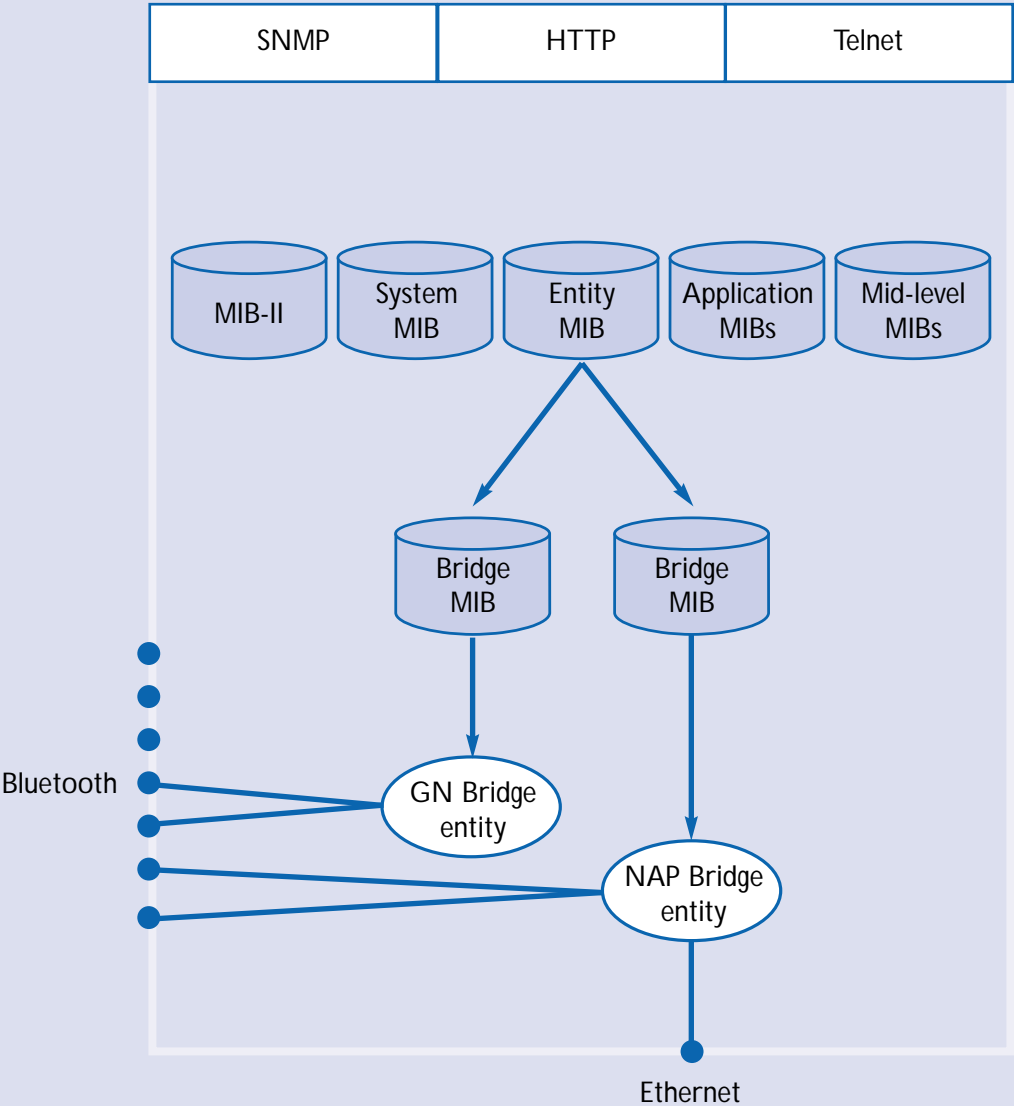 SNMP
HTTP
Telnet
MIB-II
System
MIB
Entity
MIB
Application
MIBs
Mid-level
MIBs
Bridge
MIB
Bridge
MIB
Bluetooth
GN Bridge
entity
NAP Bridge
entity
Ethernet